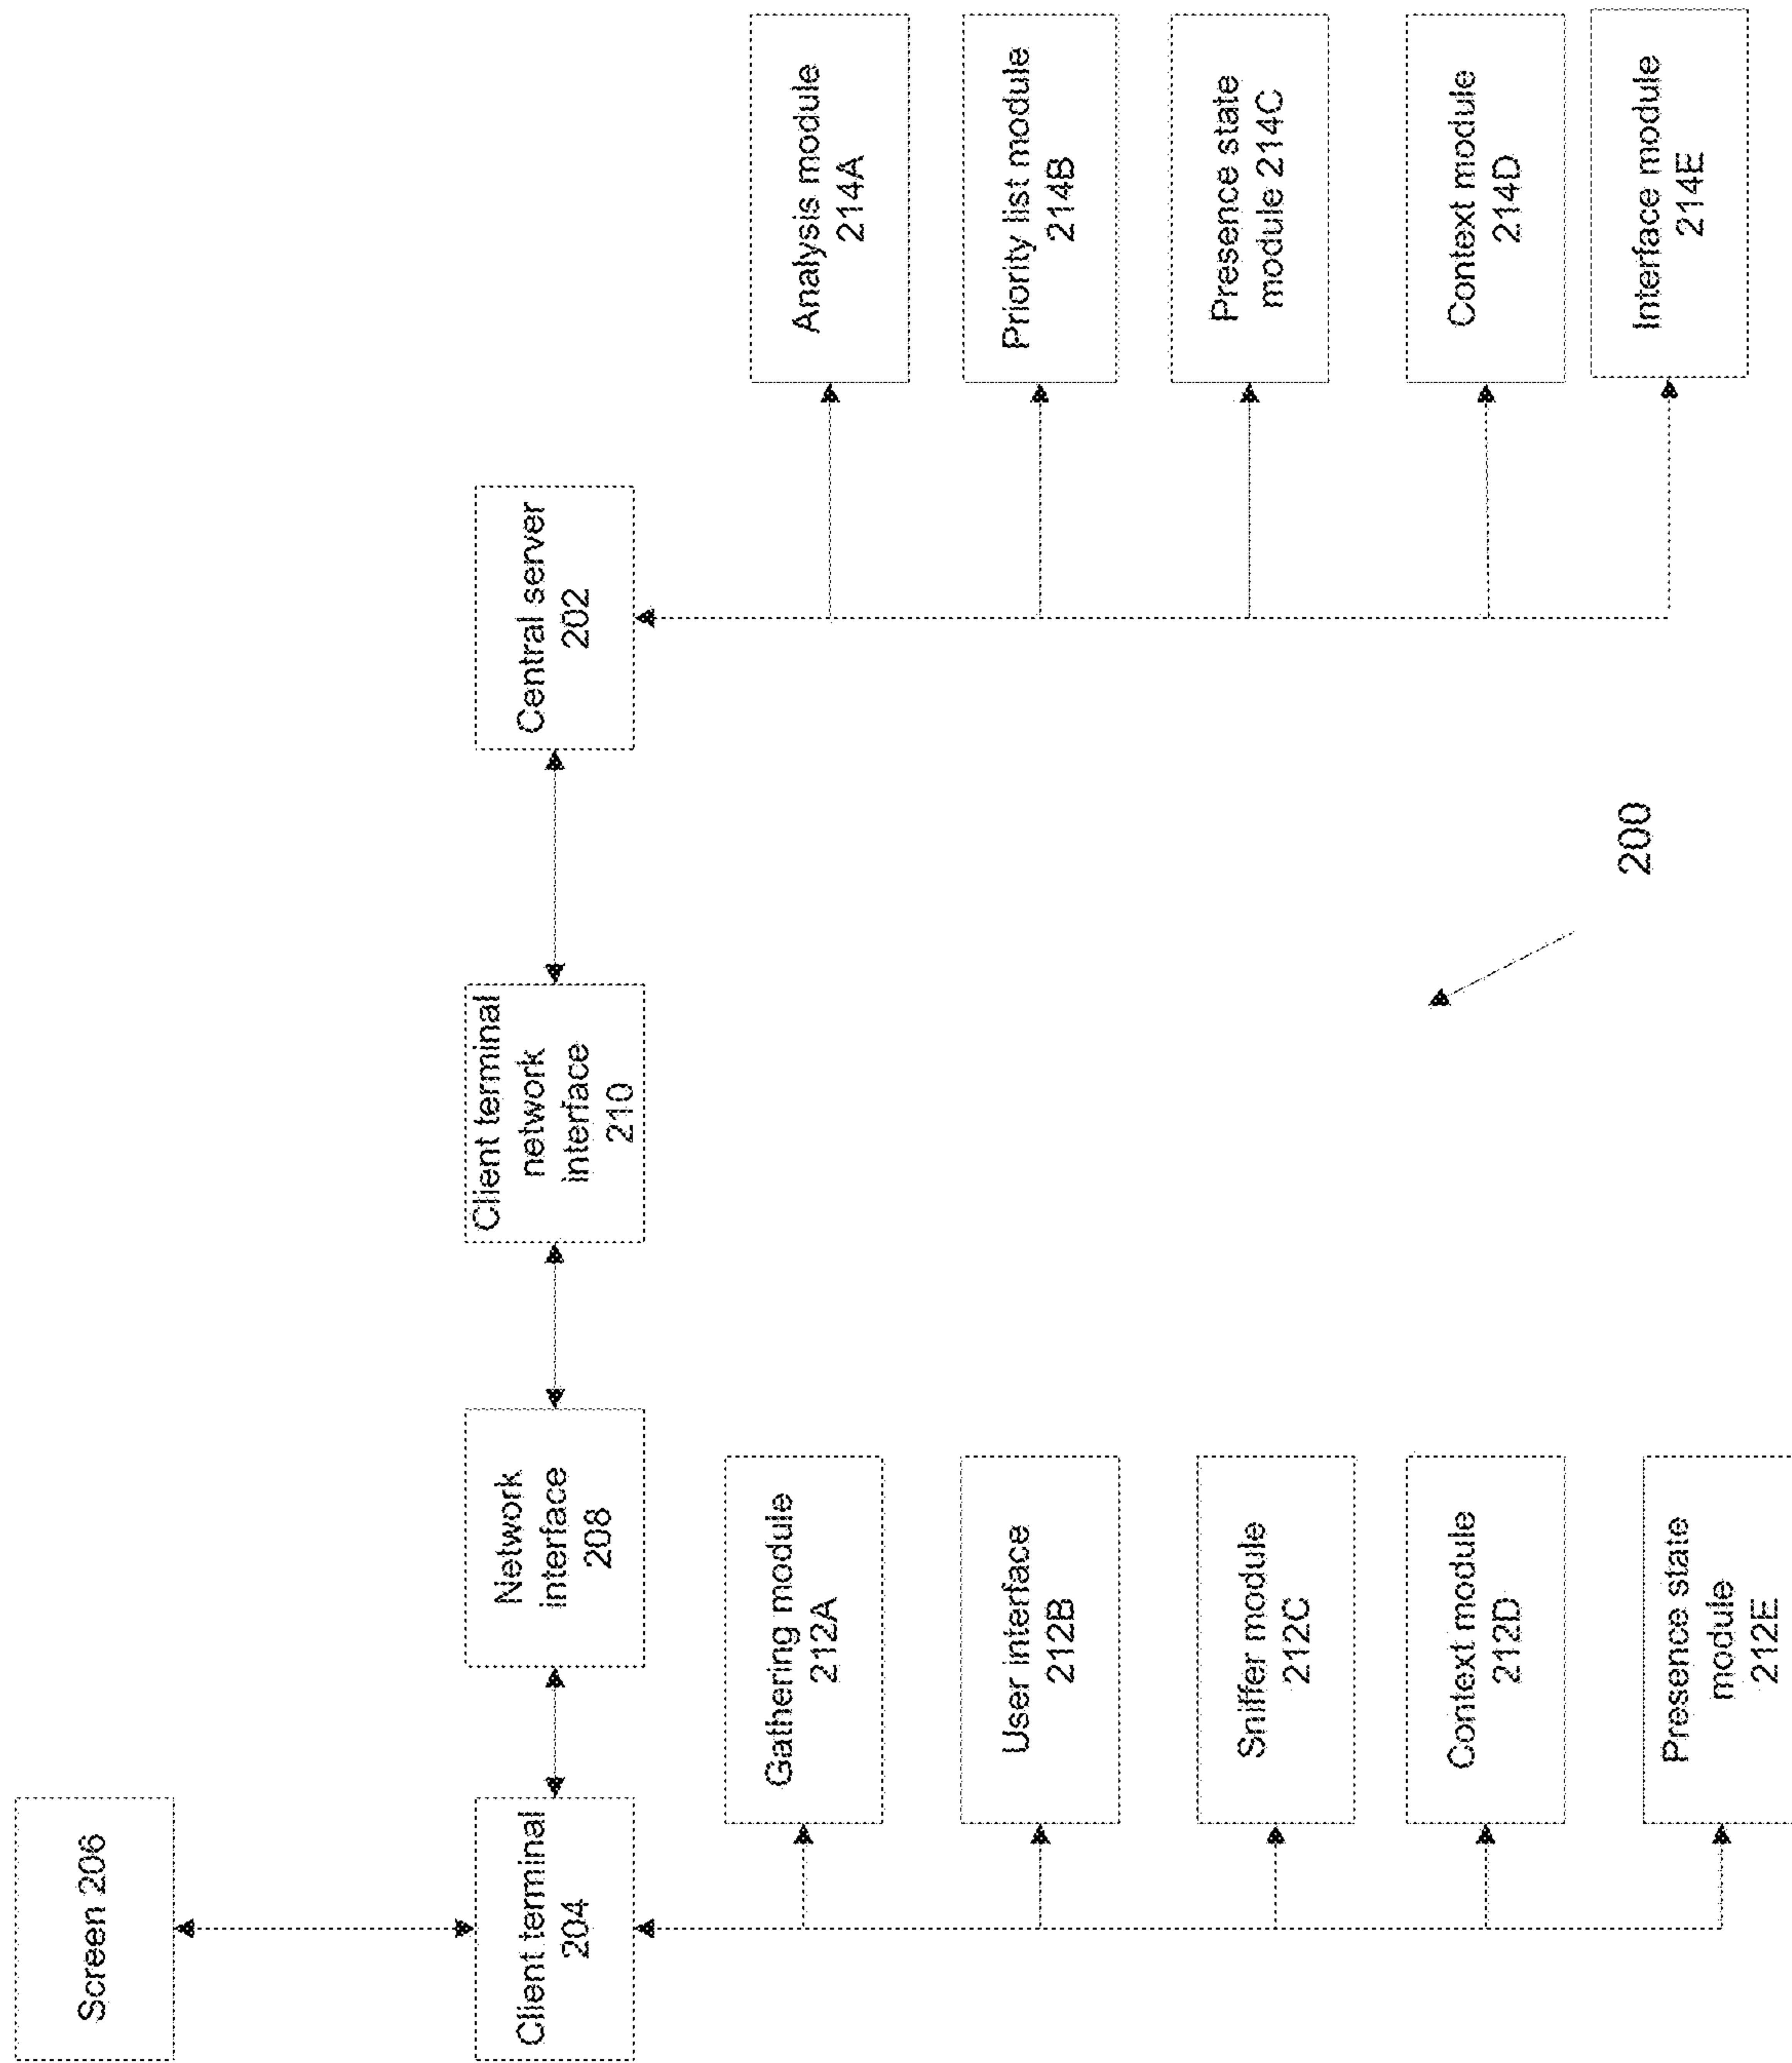 Screen 206
Client terminal
204
Network
interface
208
Client terminal
network
interface
210
Central server
202
Gathering module
212A
User interface
212B
Sniffer module
212C
Context module
212D
Presence state
module
212E
Analysis module
214A
Priority list module
214B
Presence state
module 214C
Context module
214D
Interface module
214E
200